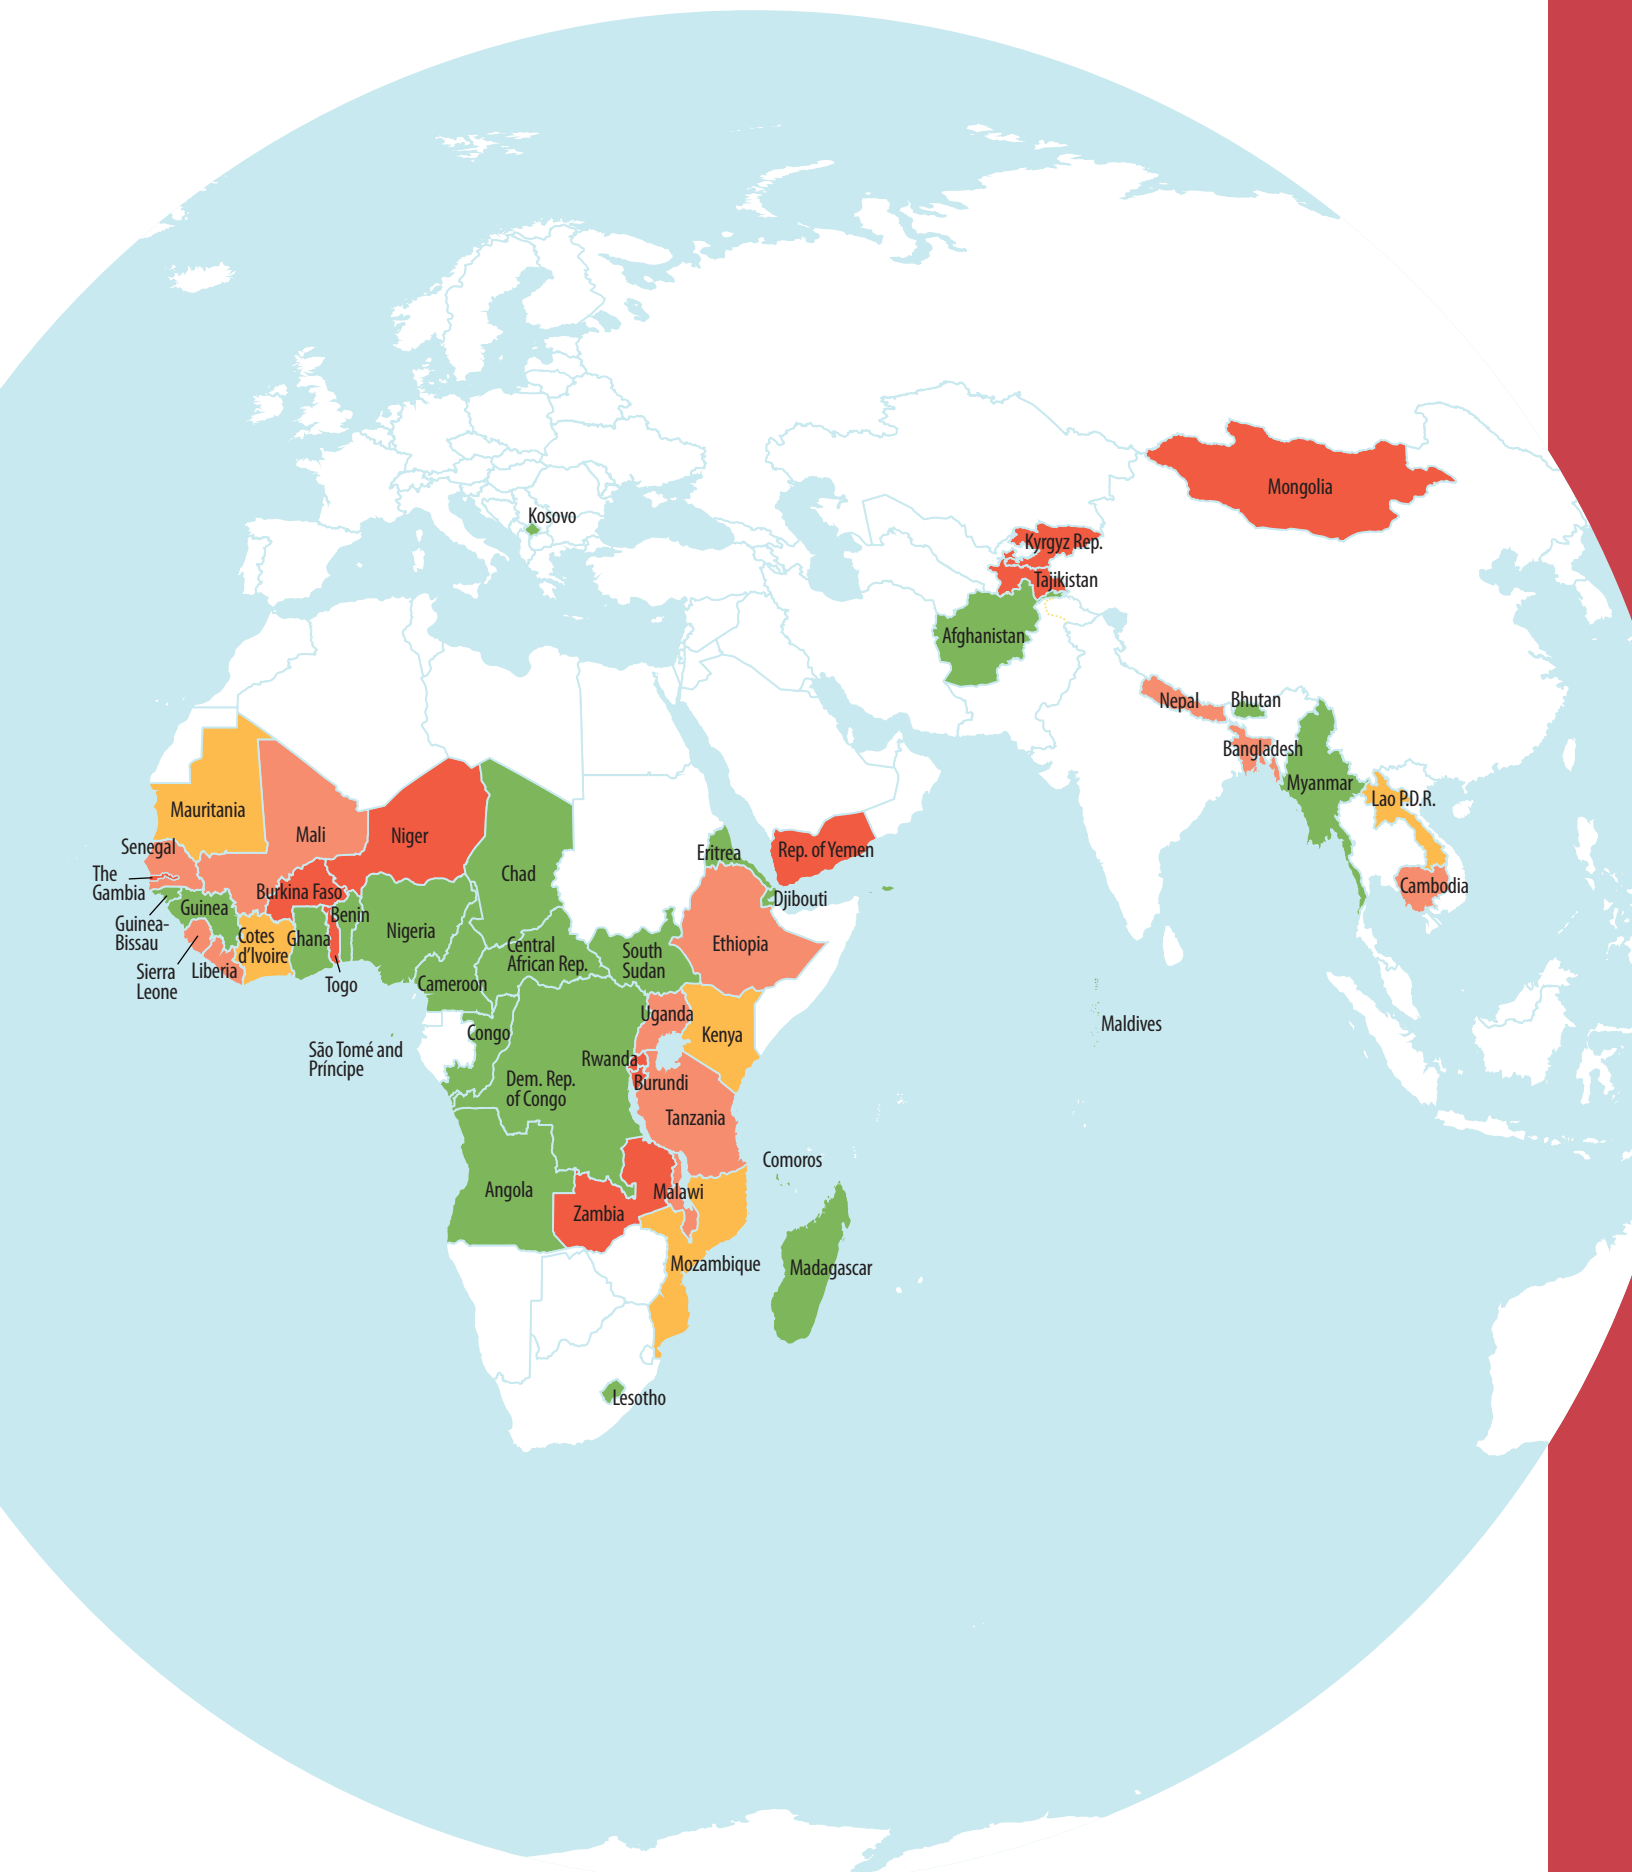 Mongolia
Kosovo
Kyrgyz Rep.
Tajikistan
Afghanistan
Nepal
Bhutan
Bangladesh
Myanmar
Lao P.D.R.
Cambodia
Mauritania
Mali
Niger
Senegal
The
Gambia
Burkina Faso
Chad
Eritrea
Rep. of Yemen
Djibouti
Guinea
Guinea-
Bissau
Benin
Nigeria
Cotes
d’Ivoire
Ghana
Central
African Rep.
South
Sudan
Ethiopia
Sierra
Leone
Liberia
Togo
Cameroon
Uganda
Kenya
Maldives
Congo
São Tomé and
Príncipe
Rwanda
Burundi
Dem. Rep.
of Congo
Tanzania
Comoros
Angola
Malawi
Zambia
Mozambique
Madagascar
Lesotho